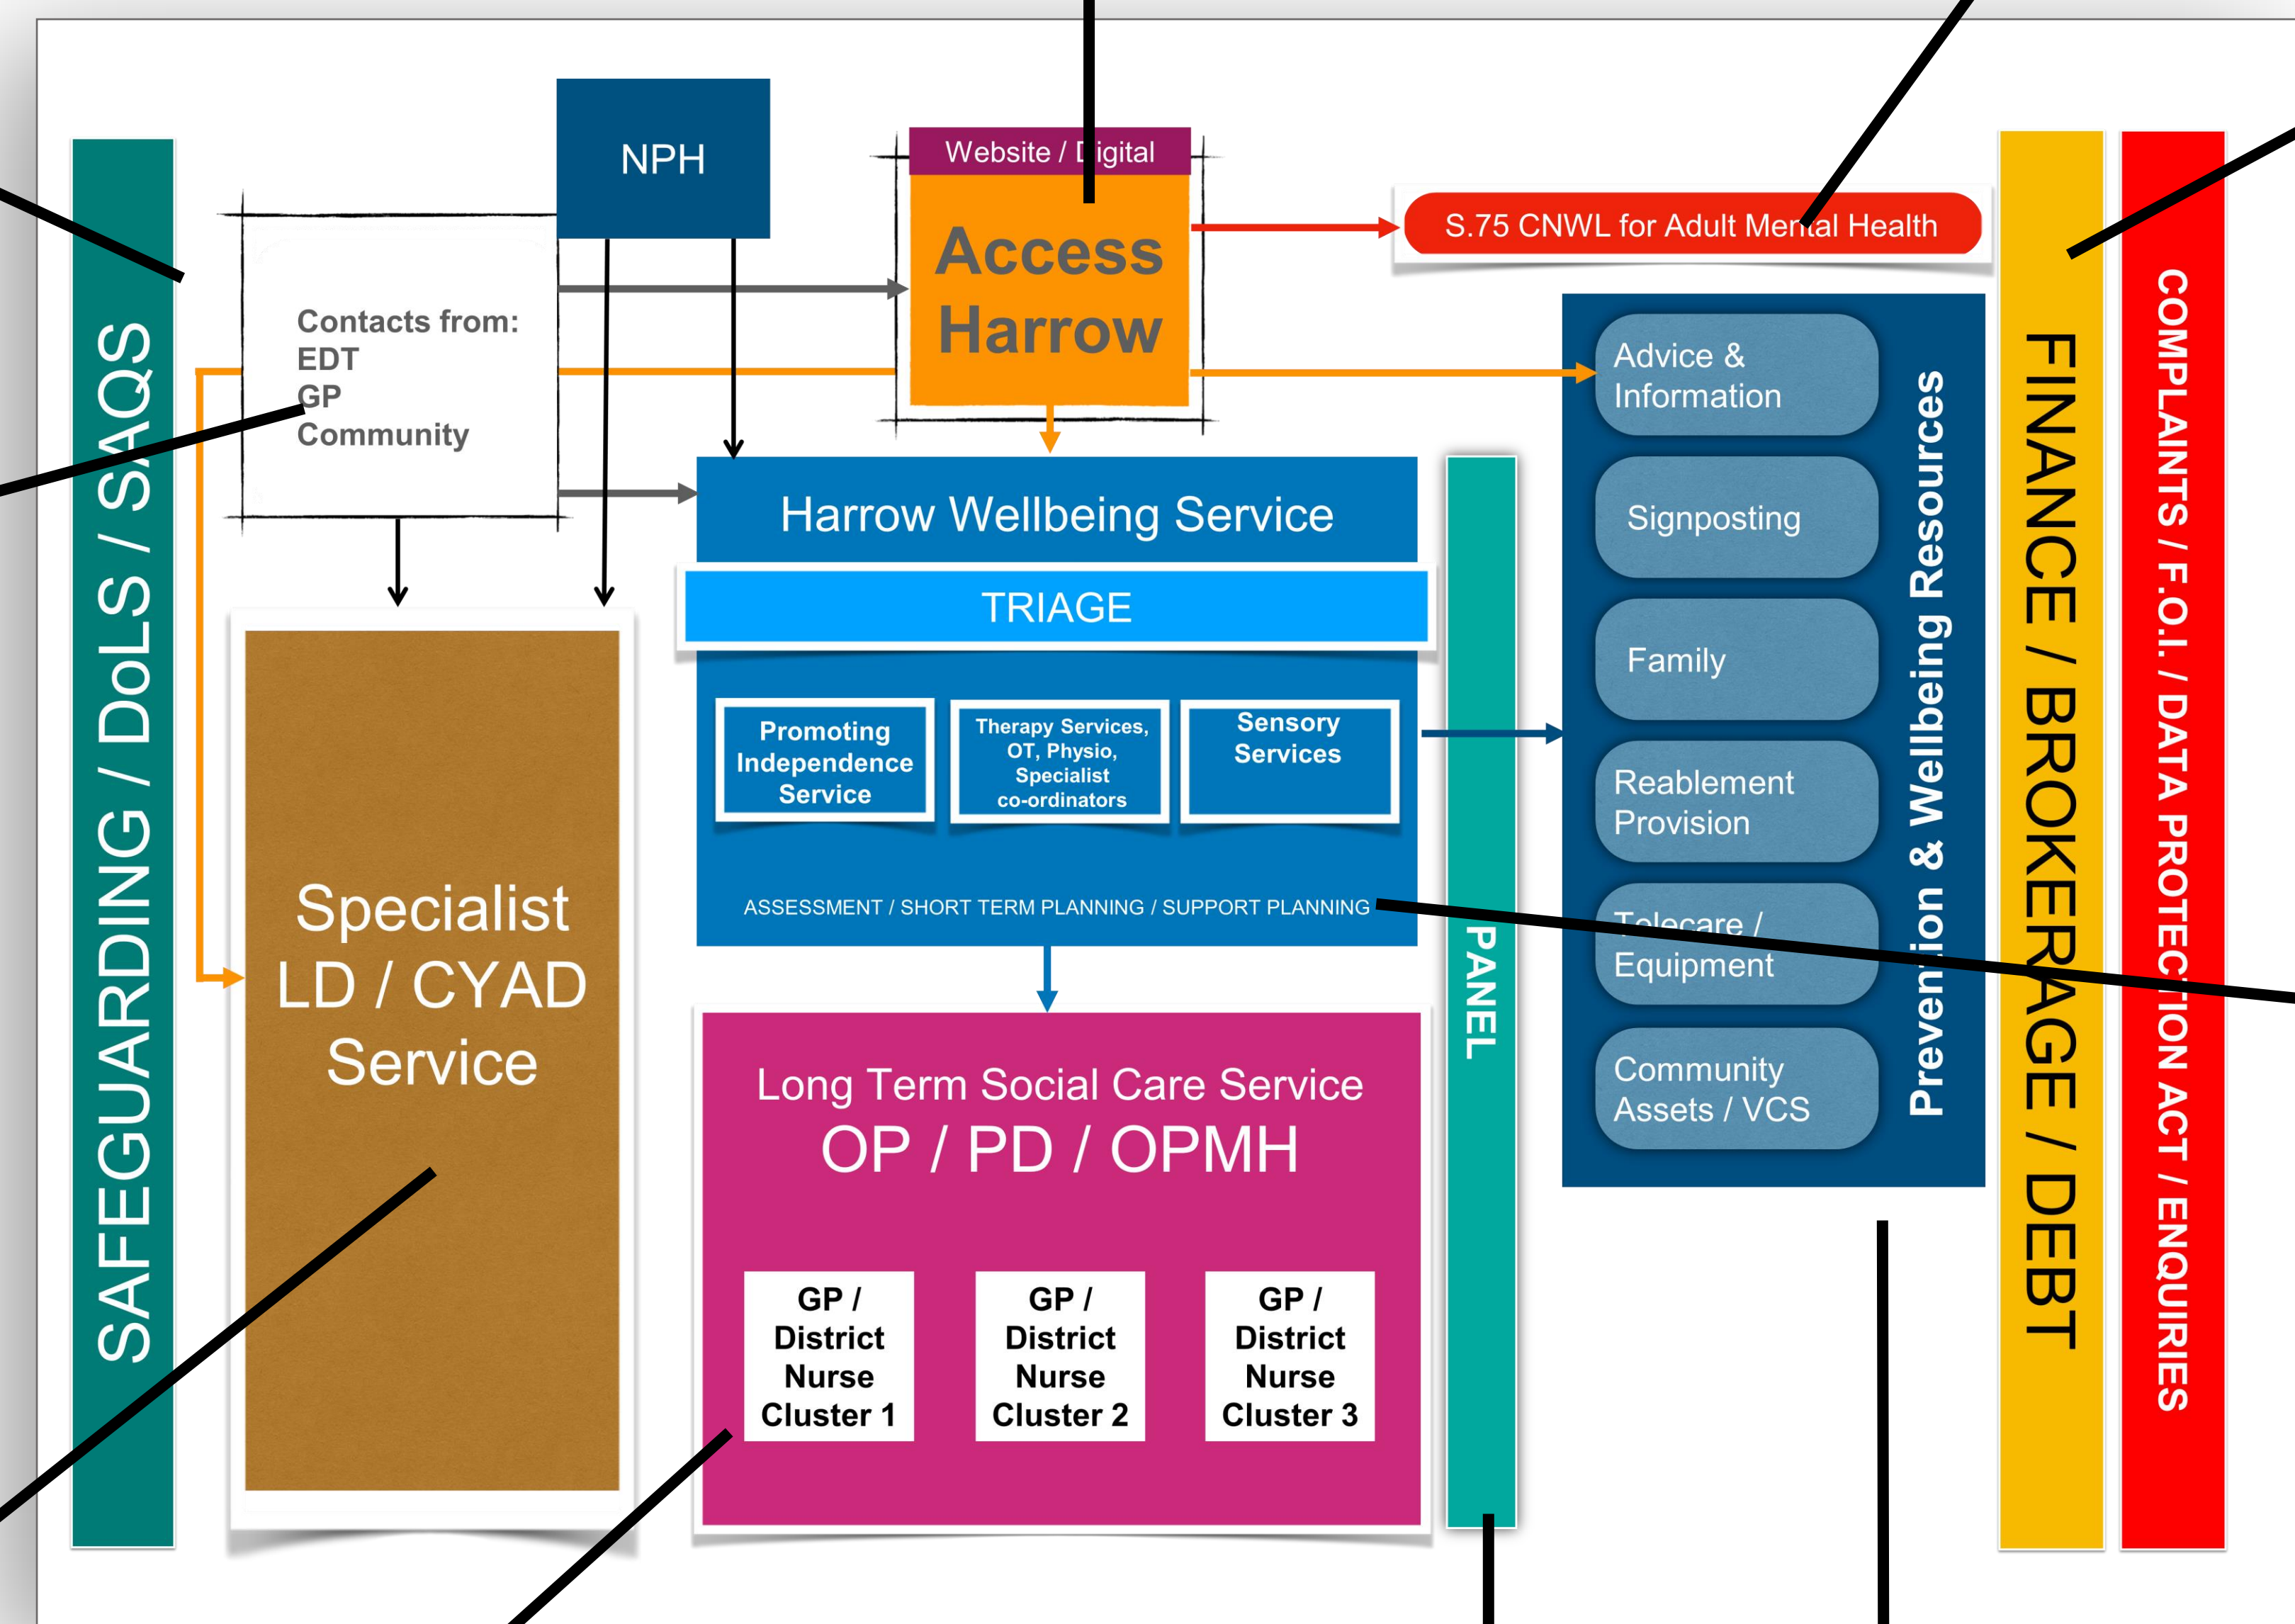 SAFEGUARDING / DoLS / SAQS
NPH
Contacts from:
EDT
GP
Community
Website / Digital
Access
Harrow
S.75 CNWL for Adult Mental Health
Harrow Wellbeing Service
TRIAGE
Promoting
Independence
Service
Therapy Services,
OT, Physio,
Specialist
co-ordinators
Sensory
Services
ASSESSMENT / SHORT TERM PLANNING / SUPPORT PLANNING
Specialist
LD / CYAD
Service
Long Term Social Care Service
OP / PD / OPMH
GP /
District
Nurse
Cluster 1
GP /
District
Nurse
Cluster 2
GP /
District
Nurse
Cluster 3
PANEL
Advice &
Information
Signposting
Family
Reablement
Provision
Telecare /
Equipment
Community
Assets / VCS
Prevention & Wellbeing Resources
FINANCE / BROKERAGE / DEBT
COMPLAINTS / F.O.I. / DATA PROTECTION ACT / ENQUIRIES